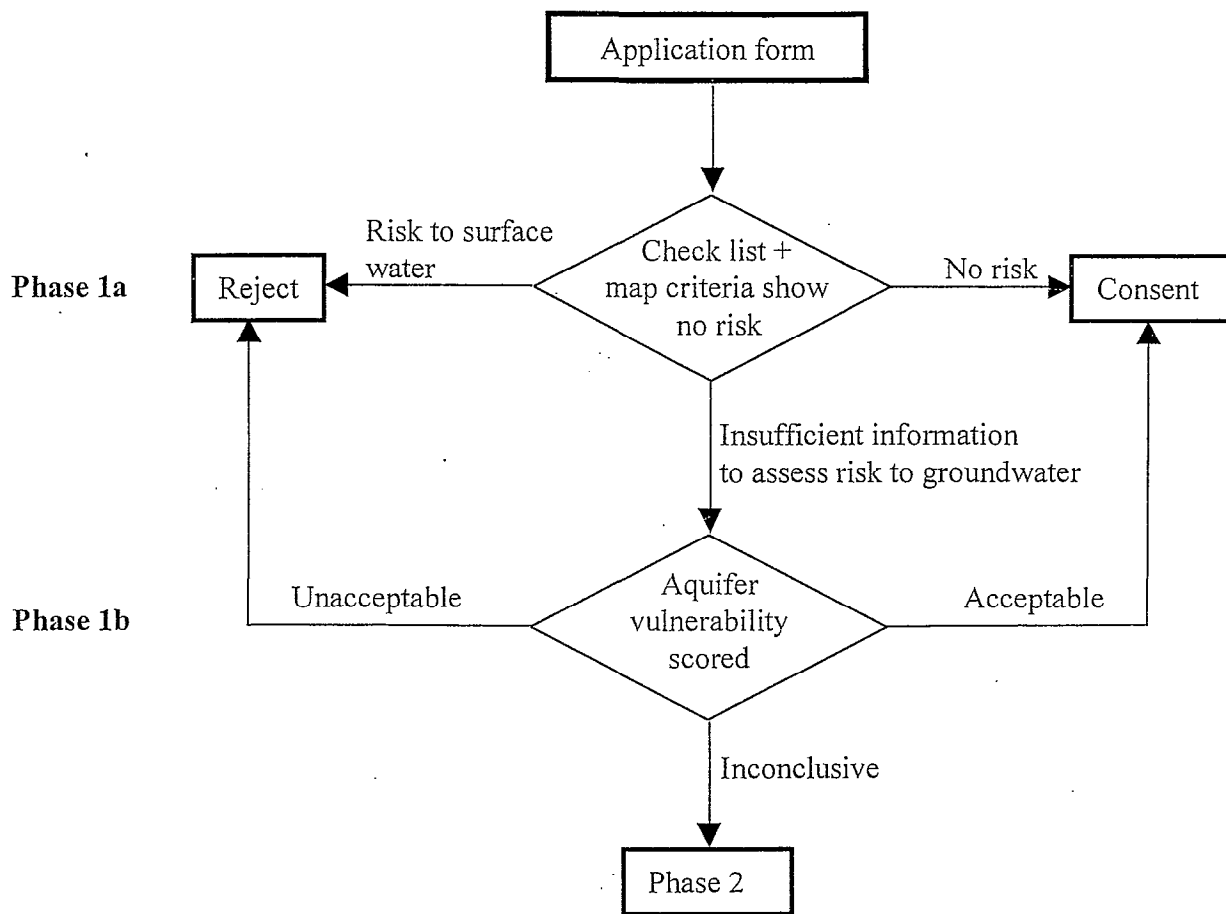 Application form
Risk to surface
water
Check list +
map criteria show
no risk
No risk
Phase 1a
Reject
Consent
Insufficient information
to assess risk to groundwater
Phase 1b
Unacceptable
Aquifer
vulnerability
scored
Acceptable
Inconclusive
Phase 2